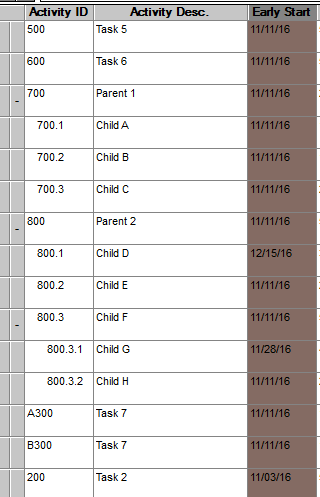 Activity ID Activity Desc. Early Start
500 Task 5 11/11/16
600 Task 6 11/11/16
- 700 Parent 1 11/11/16
700.1 Child A 11/11/16
700.2 Child B 11/11/16
700.3 Child C 11/11/16
- 800 Parent 2 11/11/16
800.1 Child D 12/15/16
800.2 Child E 11/11/16
- 800.3 Child F 11/11/16
800.3.1 Child G 11/28/16
800.3.2 Child H 11/11/16
A300 Task 7 11/11/16
B300 Task 7 11/11/16
200 Task 2 11/03/16